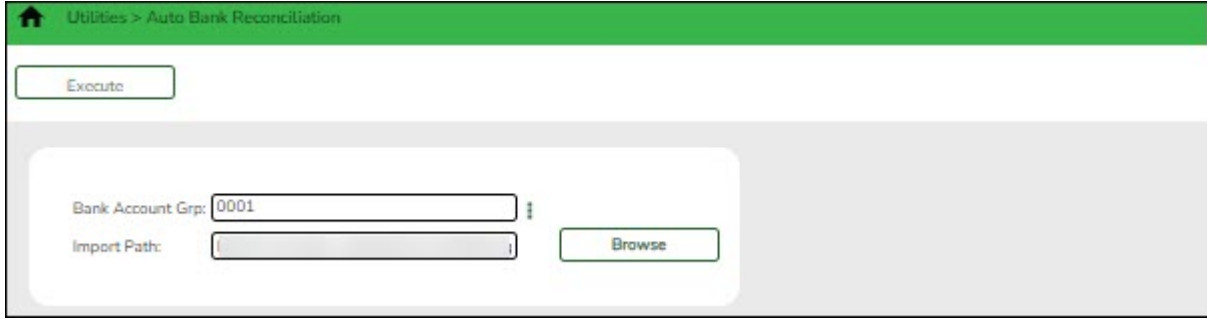 Utilities > Auto Bank Reconciliation
Execute
Bank Account Grp: 0001
Import Path:
Browse